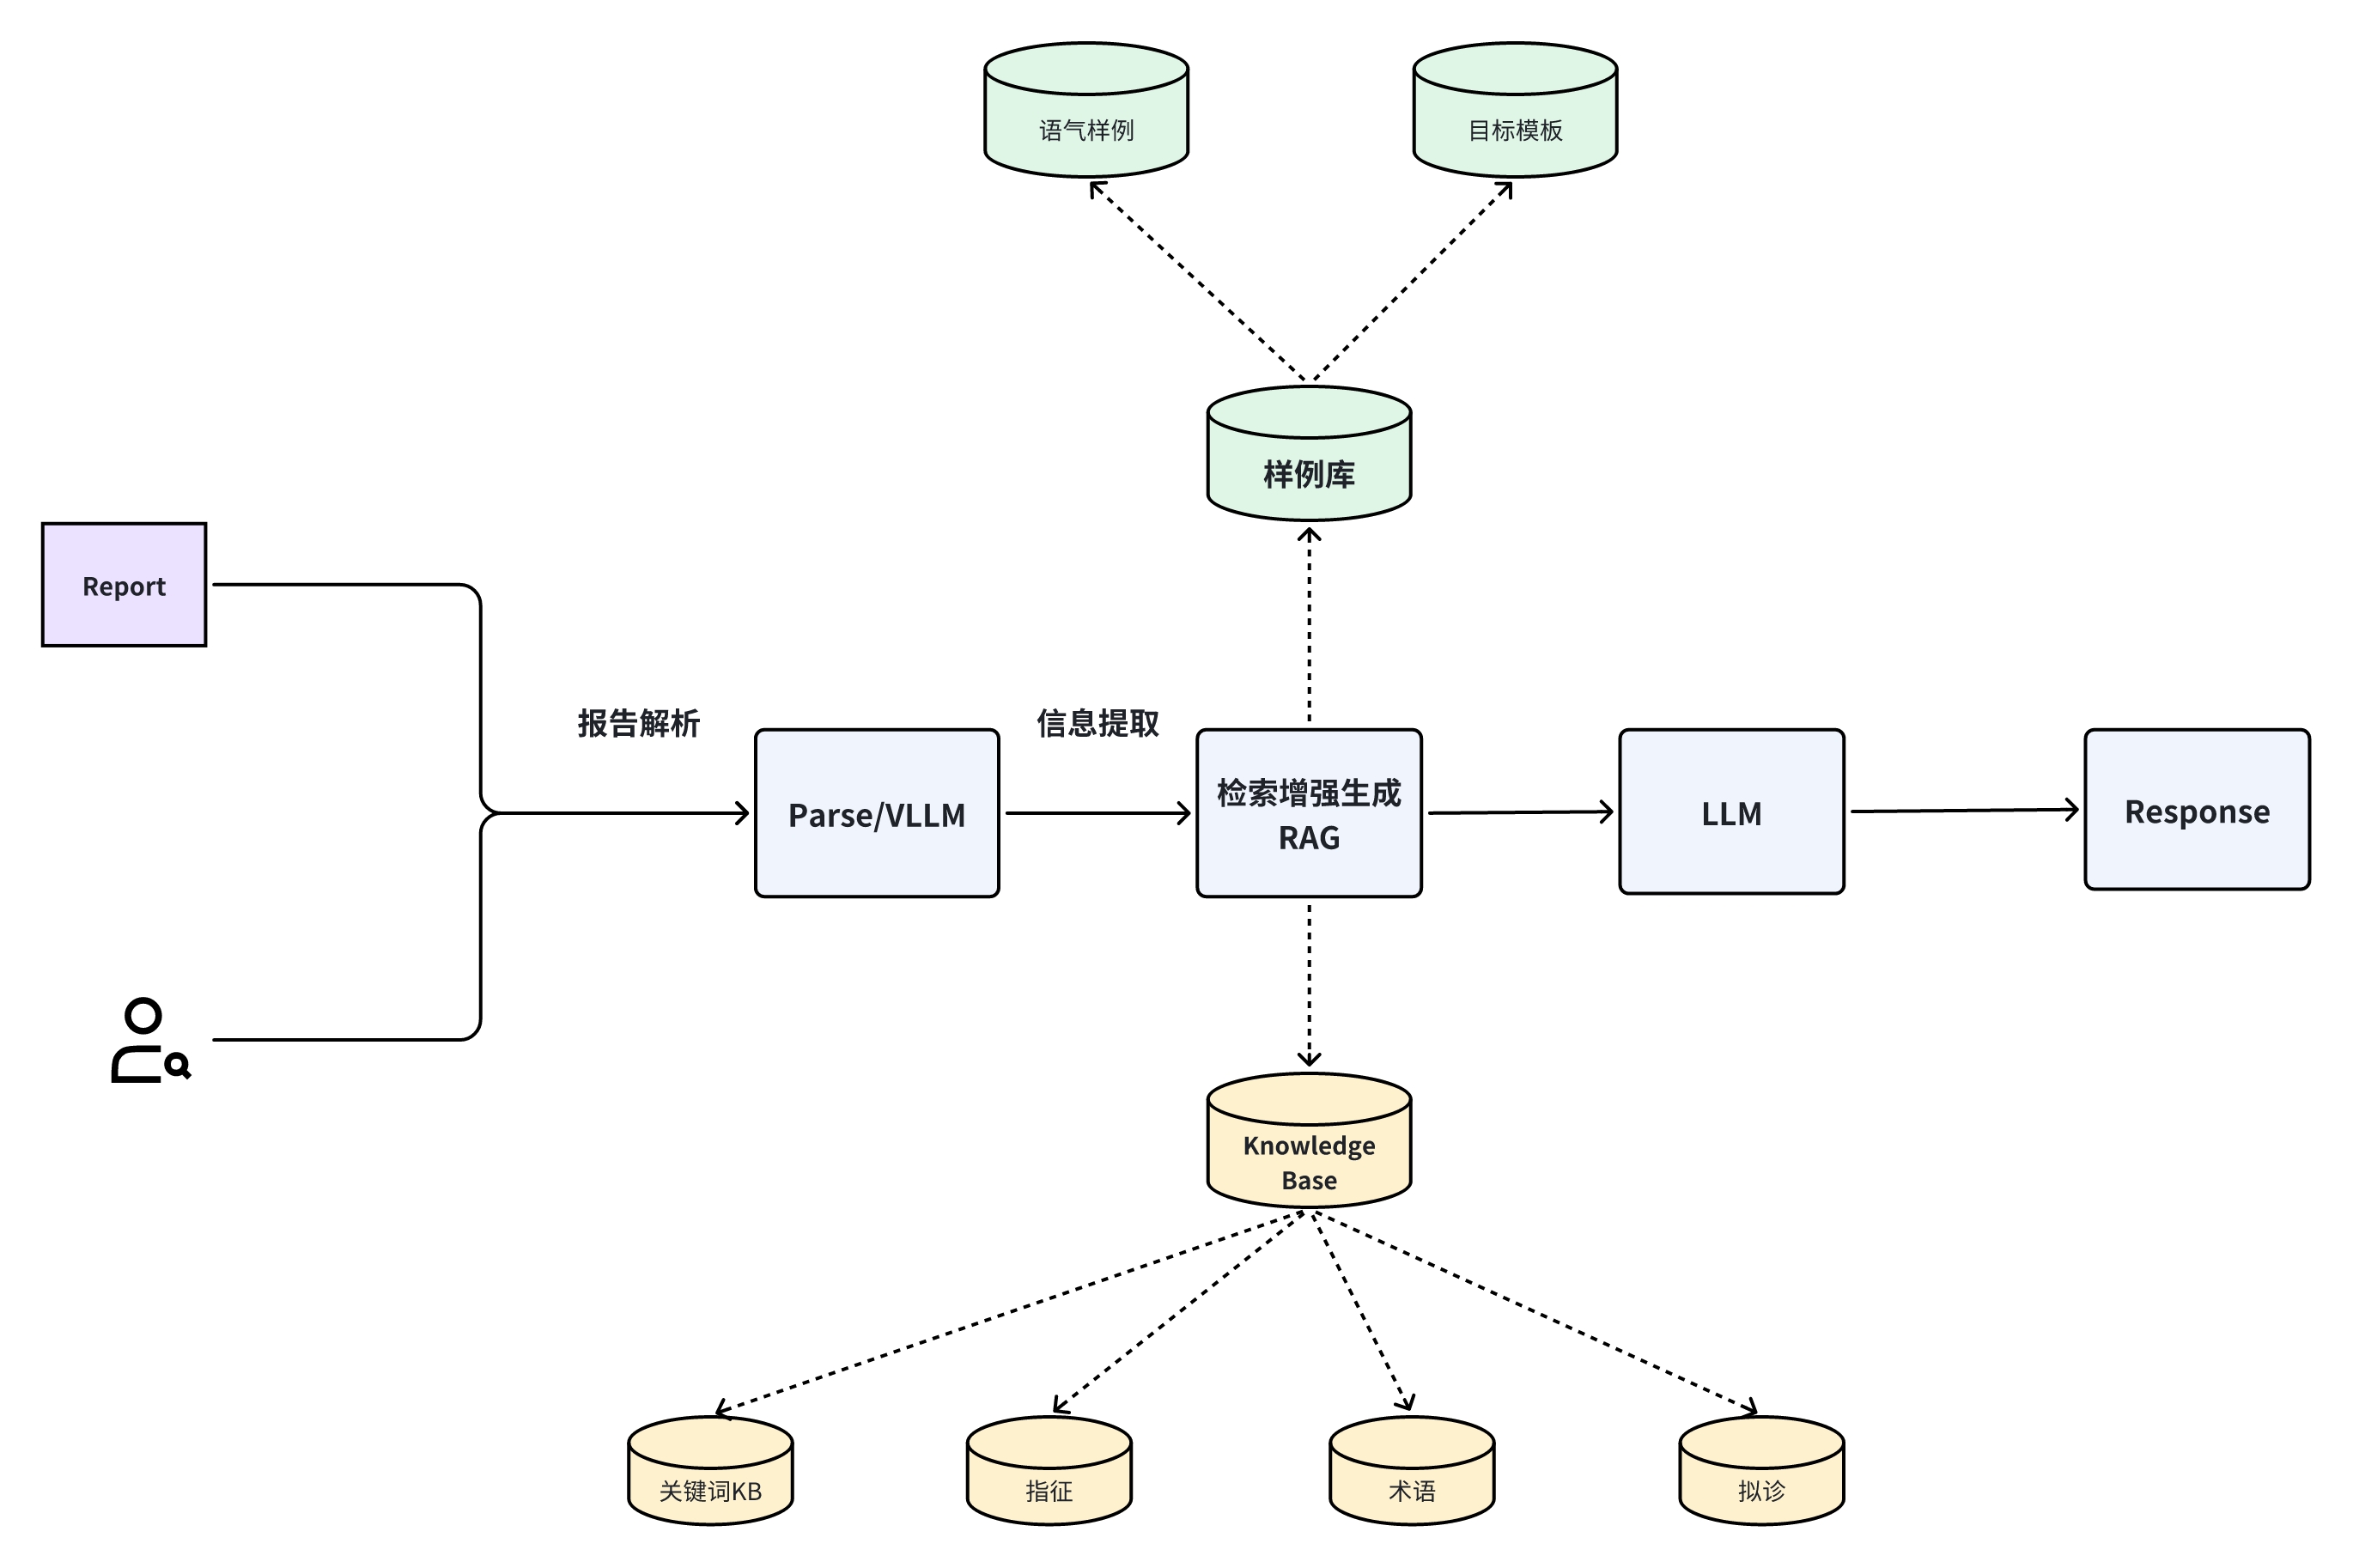 语气样例
目标模板
样例库
Report
报告解析
信息提取
Parse/VLLM
检索增强生成
RAG
LLM
Response
Knowledge
Base
关键词KB
指征
术语
拟诊